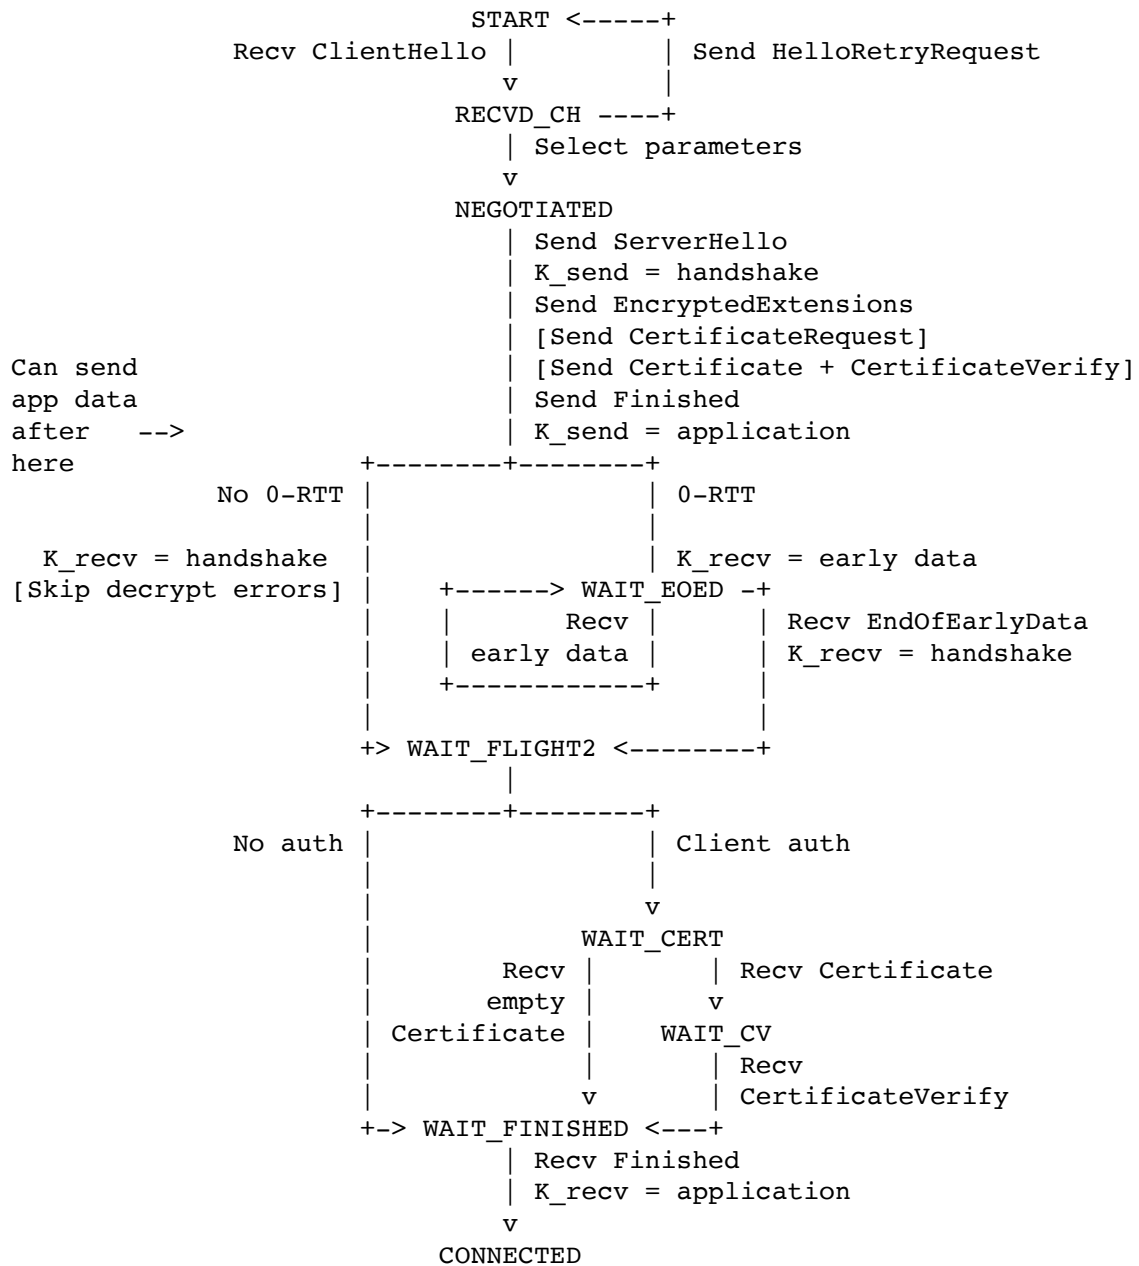 START <-----+
Recv ClientHello | | Send HelloRetryRequest
v |
RECVD_CH ----+
| Select parameters
v
NEGOTIATED
| Send ServerHello
| K_send = handshake
| Send EncryptedExtensions
| [Send CertificateRequest]
Can send | [Send Certificate + CertificateVerify]
app data | Send Finished
after --> | K_send = application
here +--------+--------+
No 0-RTT | | 0-RTT
| |
K_recv = handshake | | K_recv = early data
[Skip decrypt errors] | +------> WAIT_EOED -+
| | Recv | | Recv EndOfEarlyData
| | early data | | K_recv = handshake
| +------------+ |
| |
+> WAIT_FLIGHT2 <--------+
|
+--------+--------+
No auth | | Client auth
| |
| v
| WAIT_CERT
| Recv | | Recv Certificate
| empty | v
| Certificate | WAIT_CV
| | | Recv
| v | CertificateVerify
+-> WAIT_FINISHED <---+
| Recv Finished
| K_recv = application
v
CONNECTED